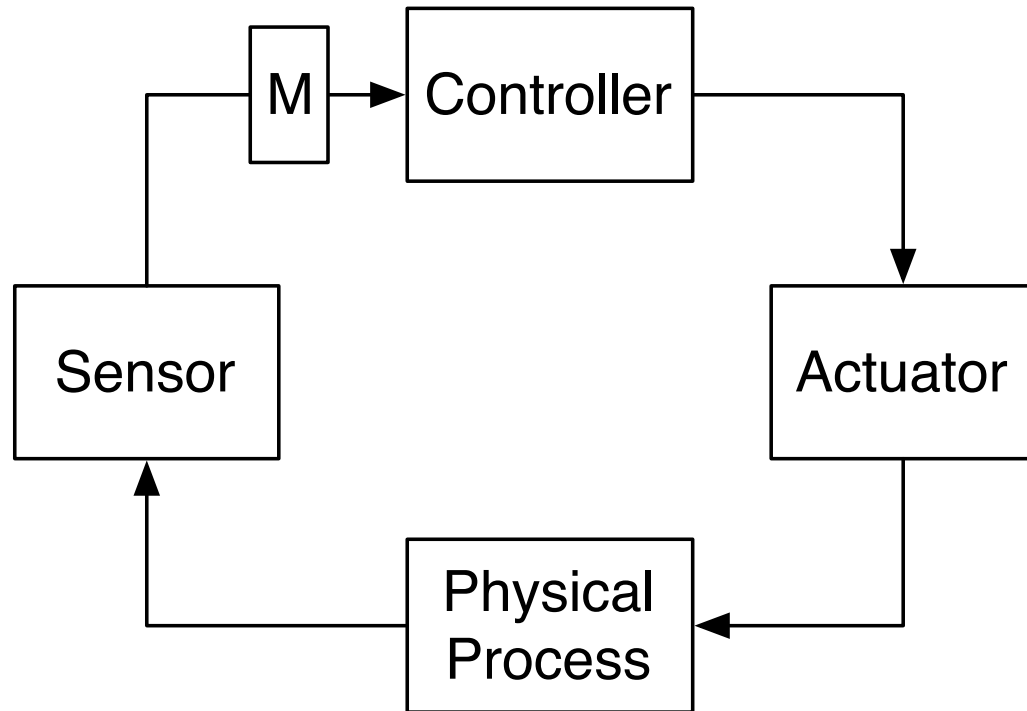 M
Controller
Sensor
Actuator
Physical
Process